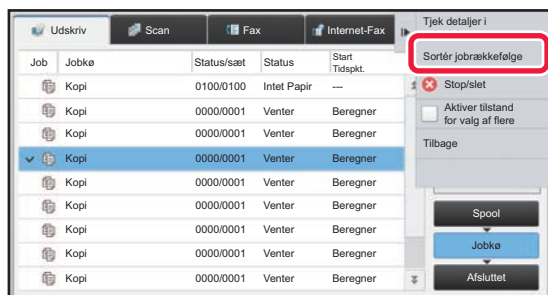 Udskriv Scan Fax Internet-Fax
Job Jobkø Status/sæt Status Start Tidspkt.
Kopi 0100/0100 Intet Papir ---
Kopi 0000/0001 Venter Beregner
Kopi 0000/0001 Venter Beregner
Kopi 0000/0001 Venter Beregner
Kopi 0000/0001 Venter Beregner
Kopi 0000/0001 Venter Beregner
Kopi 0000/0001 Venter Beregner
Kopi 0000/0001 Venter Beregner
Kopi 0000/0001 Venter Beregner
Tjek detaljer i
Sortér jobrækkefølge
Stop/slet
Aktiver tilstand
for valg af flere
Tilbage
Spool
Jobkø
Afsluttet